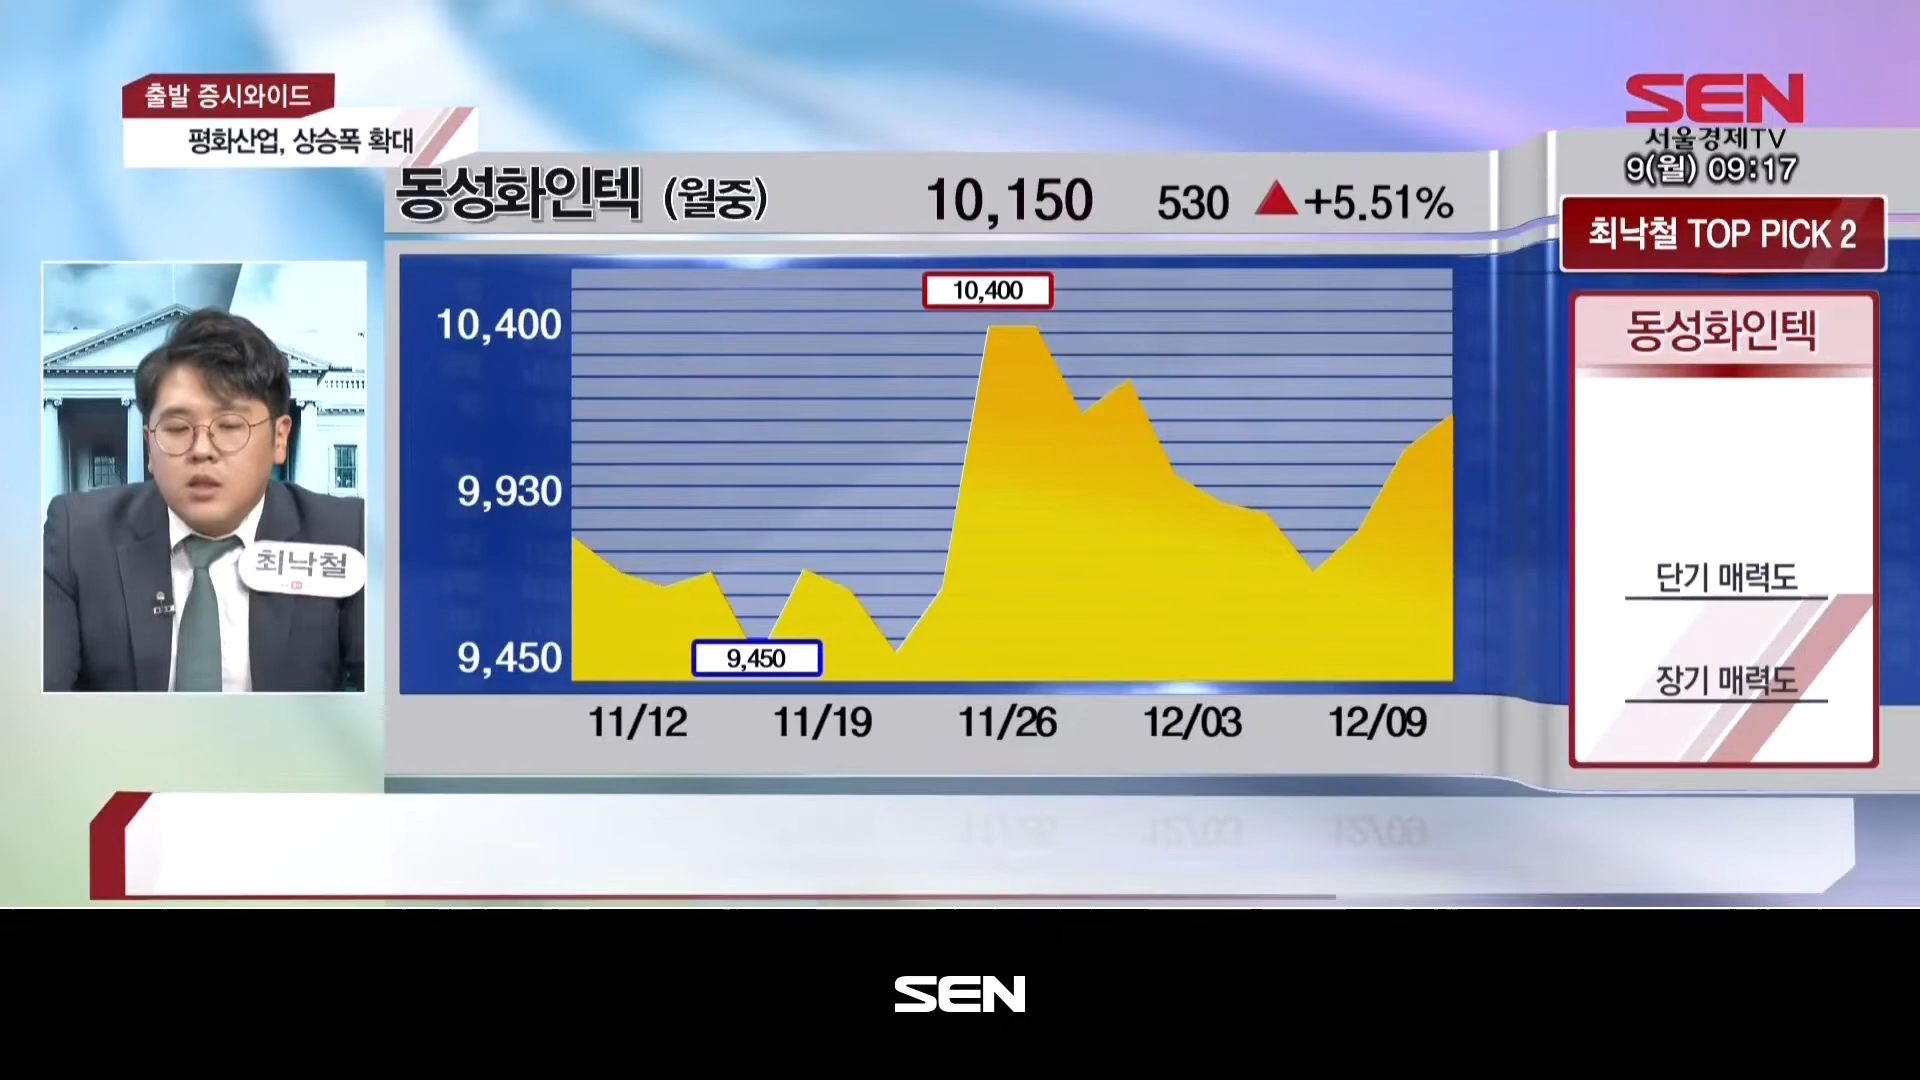 출발 증시와이드
평화산업, 상승폭 확대
SEN
서울경제TV
9(월) 09:17
동성화인텍 (월중) 10,150 530 ▲+5.51%
최낙철 TOP PICK 2
동성화인텍
단기 매력도
장기 매력도
최낙철
10,400
9,930
9,450
10,400
9,450
11/12 11/19 11/26 12/03 12/09
SEN